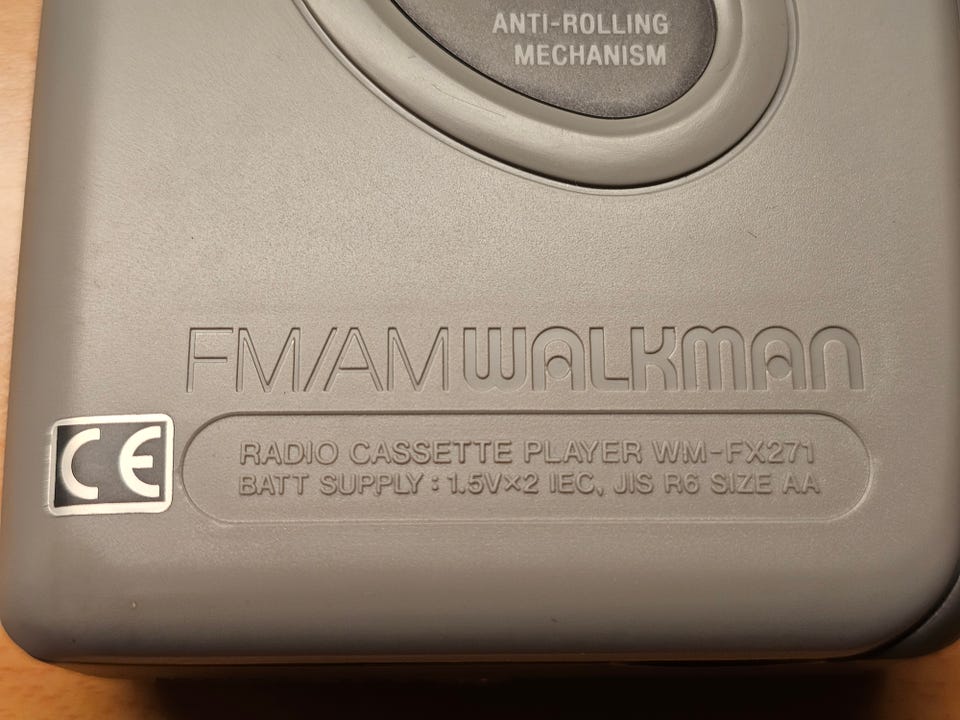 ANTI-ROLLING
MECHANISM
FM/AM WALKMAN
CE
RADIO CASSETTE PLAYER WM-FX271
BATT SUPPLY : 1.5V×2 IEC, JIS R6 SIZE AA